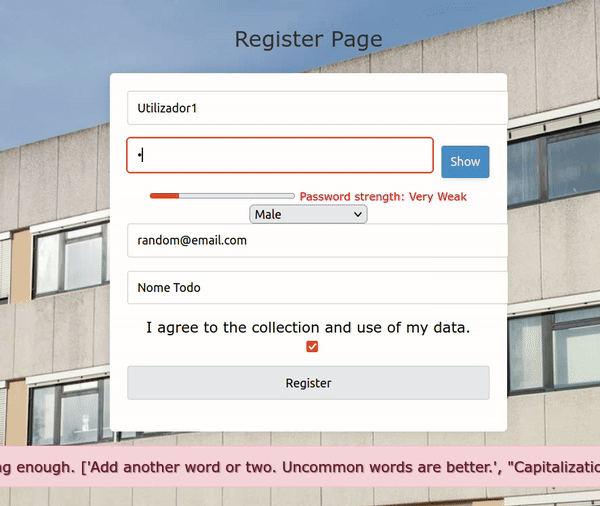 Register Page
Utilizador1
•
Show
Password strength: Very Weak
Male
random@email.com
Nome Todo
I agree to the collection and use of my data.
Register
enough. ['Add another word or two. Uncommon words are better.', "